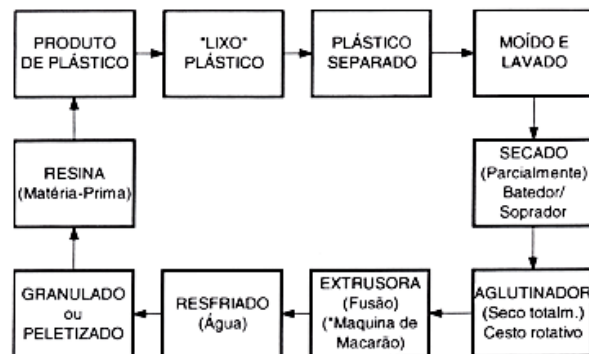 PRODUTO
DE PLÁSTICO
"LIXO"
PLÁSTICO
PLÁSTICO
SEPARADO
MOÍDO E
LAVADO
SECADO
(Parcialmente)
Batedor/
Soprador
AGLUTINADOR
(Seco totalm.)
Cesto rotativo
EXTRUSORA
(Fusão)
("Maquina de
Macarão)
RESFRIADO
(Água)
GRANULADO
ou
PELETIZADO
RESINA
(Matéria-Prima)